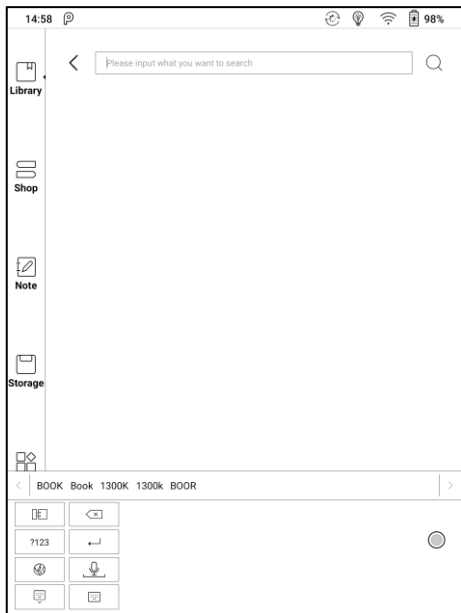 14:58 98%
Please input what you want to search
Library
Shop
Note
Storage
BOOK Book 1300K 1300k BOOR
?123